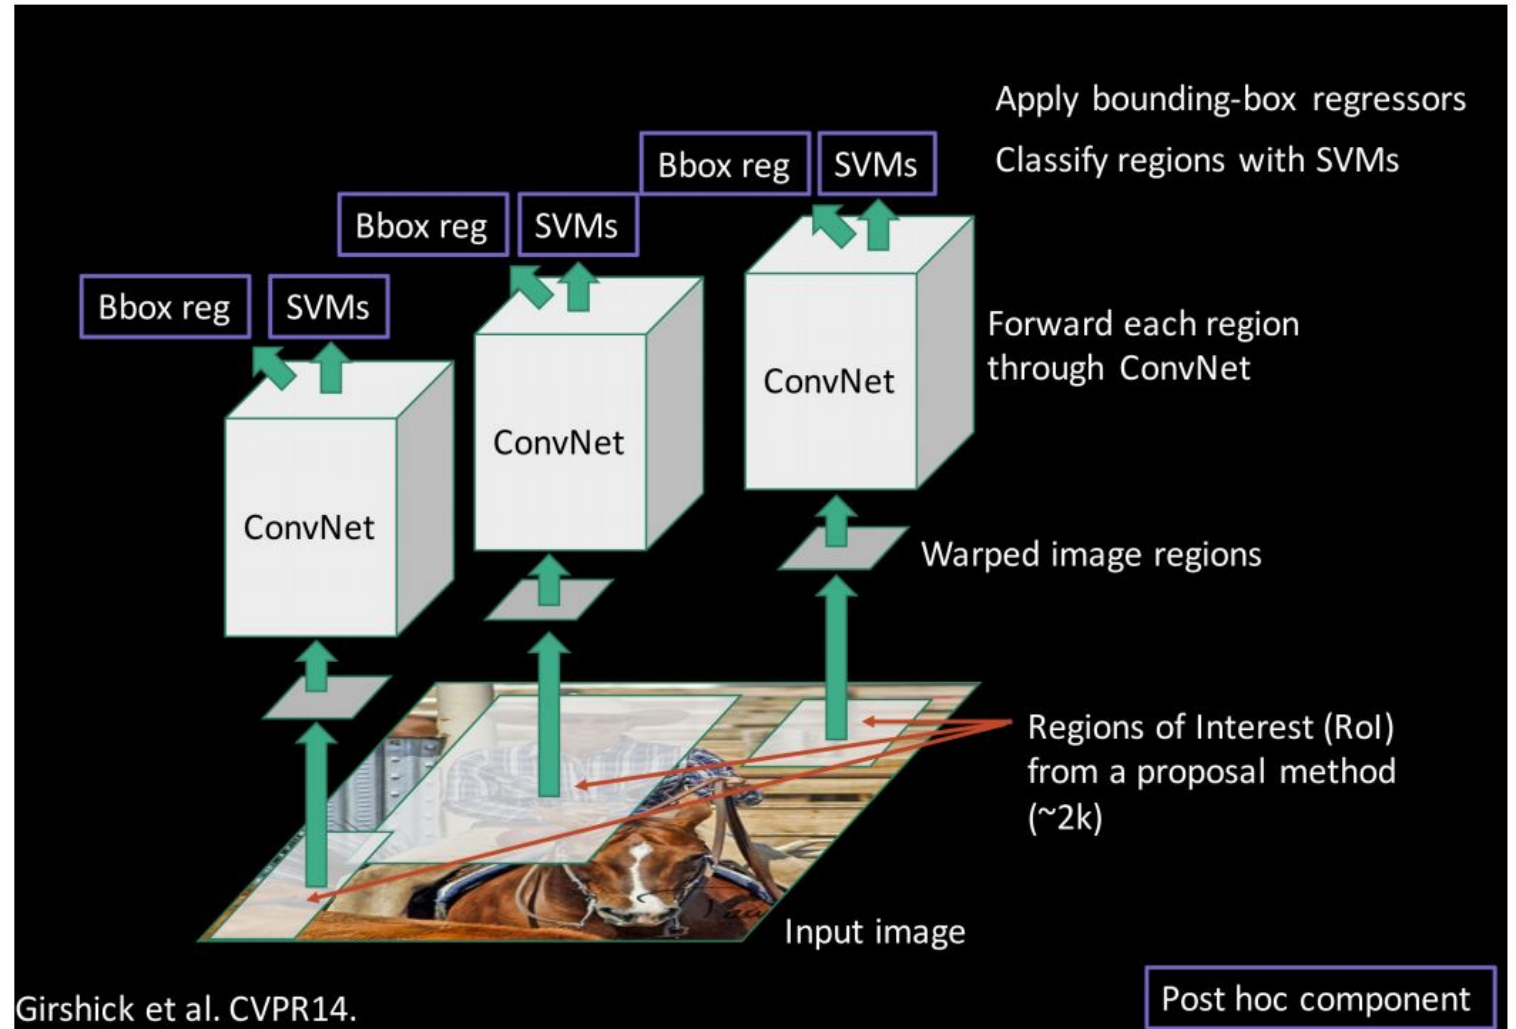 Apply bounding-box regressors
Bbox reg
SVMs
Classify regions with SVMs
Bbox reg
SVMs
Bbox reg
SVMs
Forward each region
through ConvNet
ConvNet
ConvNet
ConvNet
Warped image regions
Regions of Interest (RoI)
from a proposal method
(~2k)
Input image
Girshick et al. CVPR14.
Post hoc component